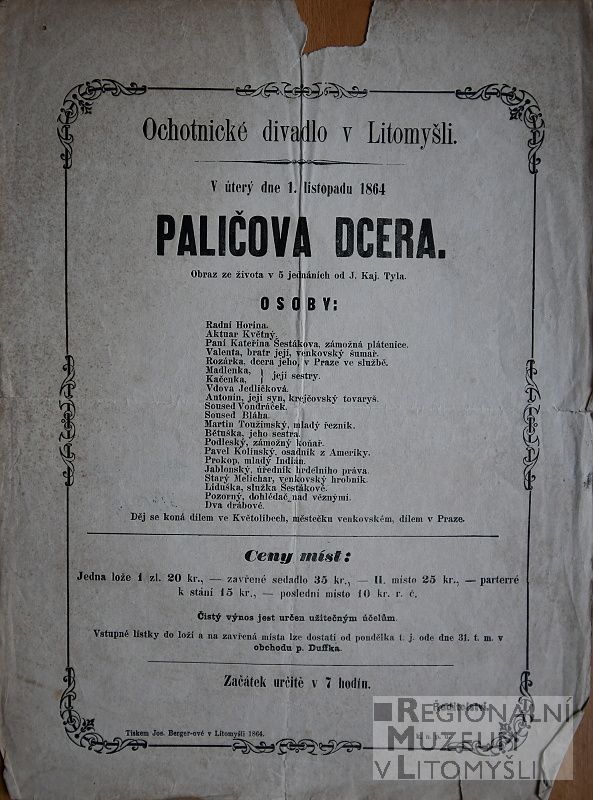 Ochotnické divadlo v Litomyšli.
V úterý dne 1. listopadu 1864
PALIČOVA DCERA.
Obraz ze života v 5 jednáních od J. Kaj. Tyla.
OSOBY:
Radní Horina.
Aktuar Květný.
Paní Kateřina Šestákova, zámožná plátenice.
Valenta, bratr její, venkovský šumař.
Rozárka, dcera jeho, v Praze ve službě.
Madlenka,
Kačenka, } její sestry.
Vdova Jedličková.
Antonín, její syn, krejčovský tovaryš.
Soused Vondráček.
Soused Bláha.
Martin Toužimský, mladý řezník.
Bětuška, jeho sestra.
Podleský, zámožný koňař.
Pavel Kolínský, osadník z Ameriky.
Prokop, mladý Indián.
Jablonský, úředník hrdelního práva.
Starý Melichar, venkovský hrobník.
Liduška, služka Šestákově.
Pozorný, dohlédač nad vězními.
Dva drábové.
Děj se koná dílem ve Květolibech, městečku venkovském, dílem v Praze.
Ceny míst:
Jedna lože 1 zl. 20 kr., — zavřené sedadlo 35 kr., — II. místo 25 kr., — parterré
k stání 15 kr., — poslední místo 10 kr. r. č.
Čistý výnos jest určen užitečným účelům.
Vstupné lístky do loží a na zavřená místa lze dostati od pondělka t. j. ode dne 31. t. m. v
obchodu p. Duffka.
Začátek určitě v 7 hodin.
Ředitelství.
Tiskem Jos. Berger-ové v Litomyšli 1864.
REGIONÁLNÍ
MUZEUM
V LITOMYŠLI